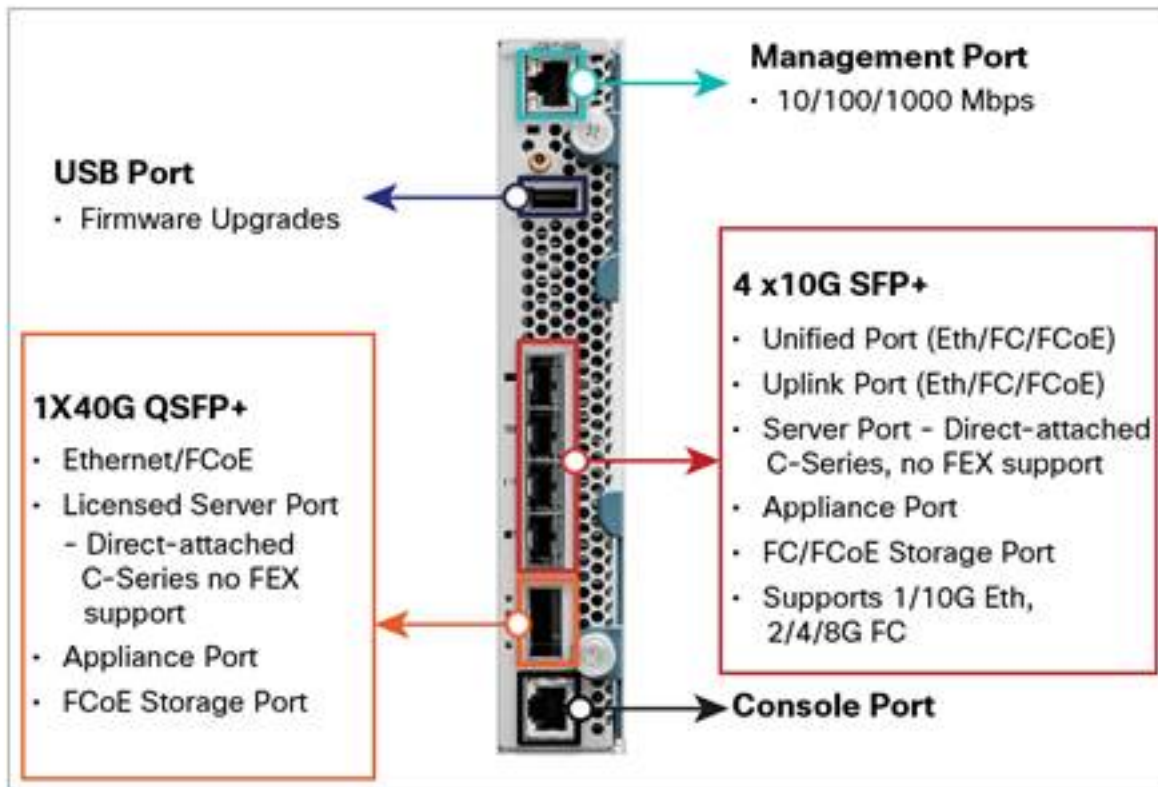 Management Port
· 10/100/1000 Mbps
USB Port
· Firmware Upgrades
4 x10G SFP+
· Unified Port (Eth/FC/FCoE)
· Uplink Port (Eth/FC/FCoE)
· Server Port - Direct-attached
C-Series, no FEX support
· Appliance Port
· FC/FCoE Storage Port
· Supports 1/10G Eth,
2/4/8G FC
1X40G QSFP+
· Ethernet/FCoE
· Licensed Server Port
- Direct-attached
C-Series no FEX
support
· Appliance Port
· FCoE Storage Port
Console Port